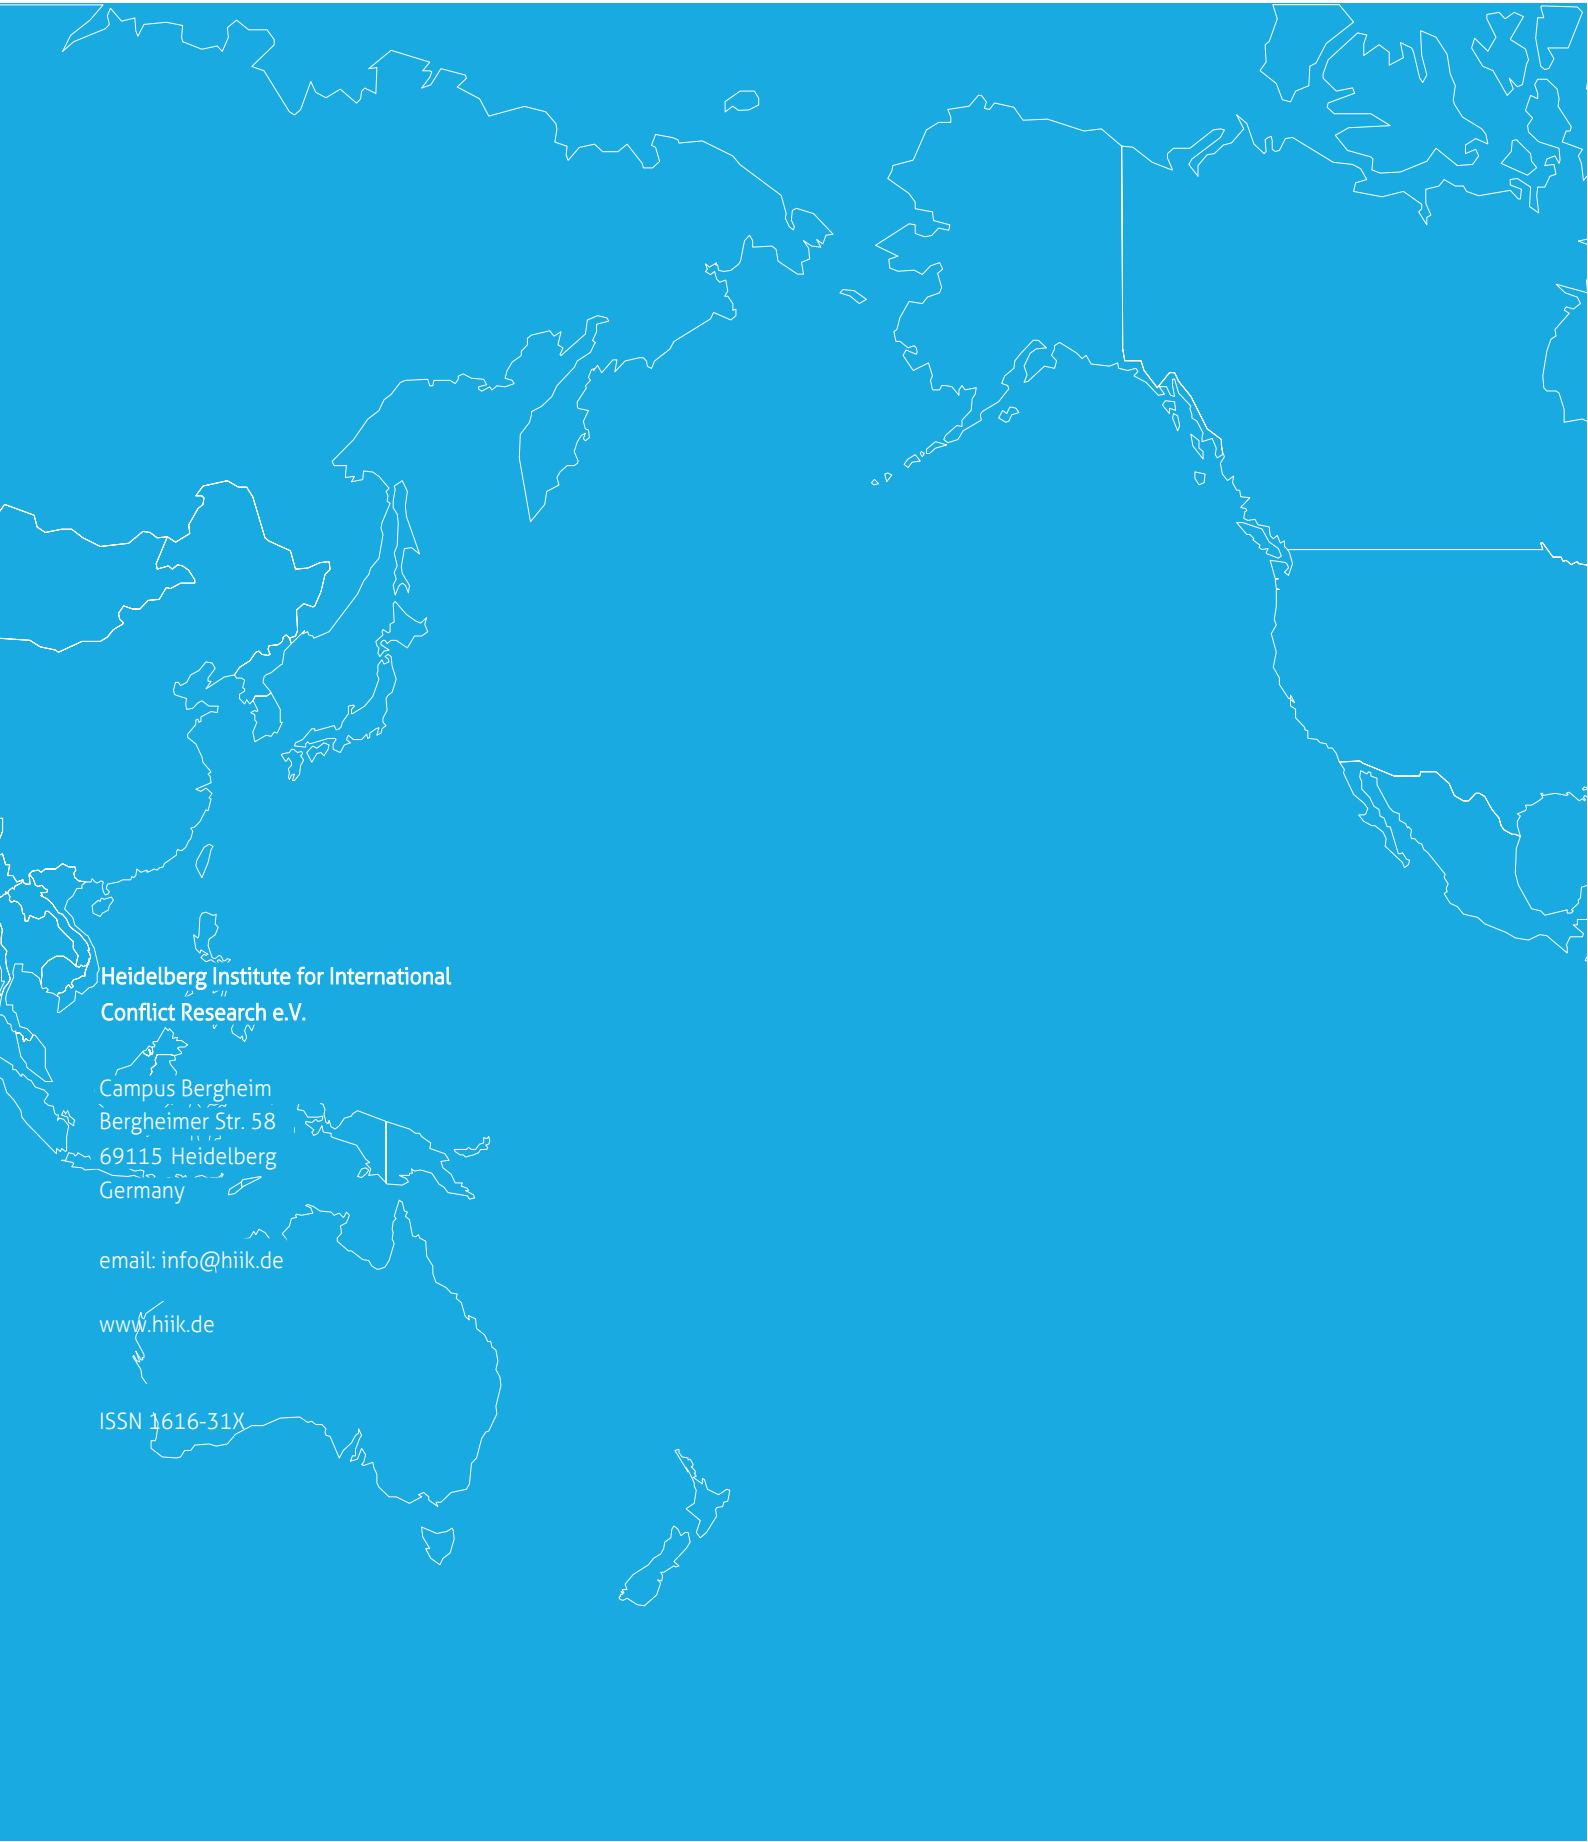 Heidelberg Institute for International
Conflict Research e.V.
Campus Bergheim
Bergheimer Str. 58
69115 Heidelberg
Germany
email: info@hiik.de
www.hiik.de
ISSN 1616-31X